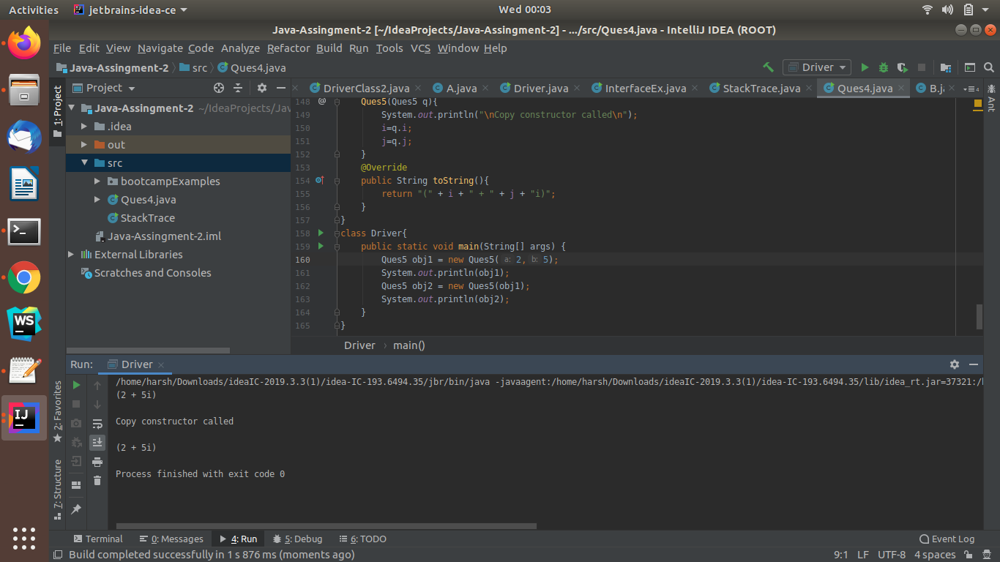 Activities jetbrains-idea-ce Wed 00:03
Java-Assingment-2 [~/IdeaProjects/Java-Assingment-2] - .../src/Ques4.java - IntelliJ IDEA (ROOT)
File Edit View Navigate Code Analyze Refactor Build Run Tools VCS Window Help
Java-Assingment-2 src Ques4.java Driver
1: Project
Project
DriverClass2.java A.java Driver.java InterfaceEx.java StackTrace.java Ques4.java B.ja 4
Ant
Java-Assingment-2 ~/IdeaProjects/Jav
.idea
out
src
bootcampExamples
Ques4.java
StackTrace
Java-Assingment-2.iml
External Libraries
Scratches and Consoles
148 @ Ques5(Ques5 q){
149 System.out.println("\nCopy constructor called\n");
150 i=q.i;
151 j=q.j;
152 }
153 @Override
154 public String toString(){
155 return "(" + i + " + " + j + "i)";
156 }
157 }
158 class Driver{
159 public static void main(String[] args) {
160 Ques5 obj1 = new Ques5( a: 2, b: 5);
161 System.out.println(obj1);
162 Ques5 obj2 = new Ques5(obj1);
163 System.out.println(obj2);
164 }
165 }
Driver › main()
Run: Driver
/home/harsh/Downloads/ideaIC-2019.3.3(1)/idea-IC-193.6494.35/jbr/bin/java -javaagent:/home/harsh/Downloads/ideaIC-2019.3.3(1)/idea-IC-193.6494.35/lib/idea_rt.jar=37321:/
(2 + 5i)
Copy constructor called
(2 + 5i)
Process finished with exit code 0
2: Favorites
7: Structure
WS
IJ
Terminal 0: Messages 4: Run 5: Debug 6: TODO Event Log
Build completed successfully in 1 s 876 ms (moments ago) 9:1 LF UTF-8 4 spaces